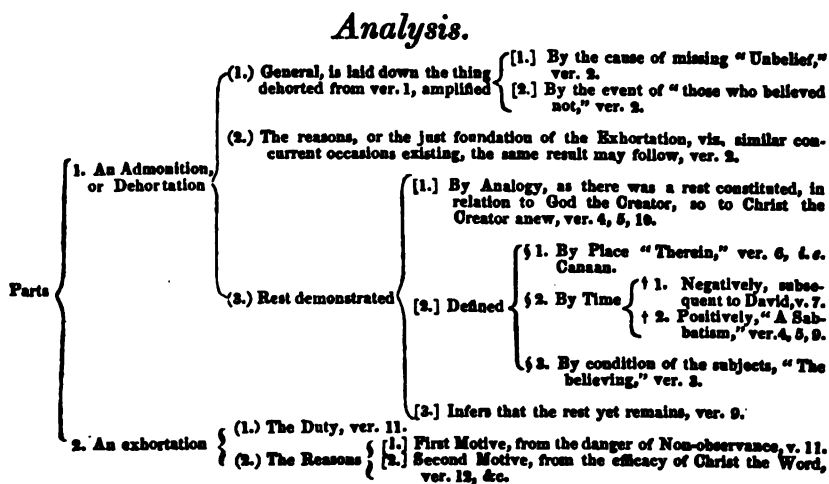 Analysis.
(1.) General, is laid down the thing
dehorted from ver. 1, amplified
[1.] By the cause of missing “Unbelief,”
ver. 2.
[2.] By the event of “those who believed
not,” ver. 2.
(2.) The reasons, or the just foundation of the Exhortation, viz. similar con-
current occasions existing, the same result may follow, ver. 2.
1. An Admonition,
or Dehortation
[1.] By Analogy, as there was a rest constituted, in
relation to God the Creator, so to Christ the
Creator anew, ver. 4, 5, 10.
§ 1. By Place “Therein,” ver. 6, i.e.
Canaan.
Parts
(3.) Rest demonstrated
[2.] Defined
§ 2. By Time
† 1. Negatively, subse-
quent to David, v. 7.
† 2. Positively, “A Sab-
batism,” ver. 4, 5, 9.
§ 3. By condition of the subjects, “The
believing,” ver. 3.
[3.] Infers that the rest yet remains, ver. 9.
2. An exhortation
(1.) The Duty, ver. 11.
(2.) The Reasons
[1.] First Motive, from the danger of Non-observance, v. 11.
[2.] Second Motive, from the efficacy of Christ the Word,
ver. 12, &c.